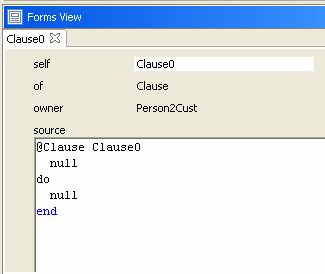 Forms View
Clause0
self Clause0
of Clause
owner Person2Cust
source
@Clause Clause0
null
do
null
end